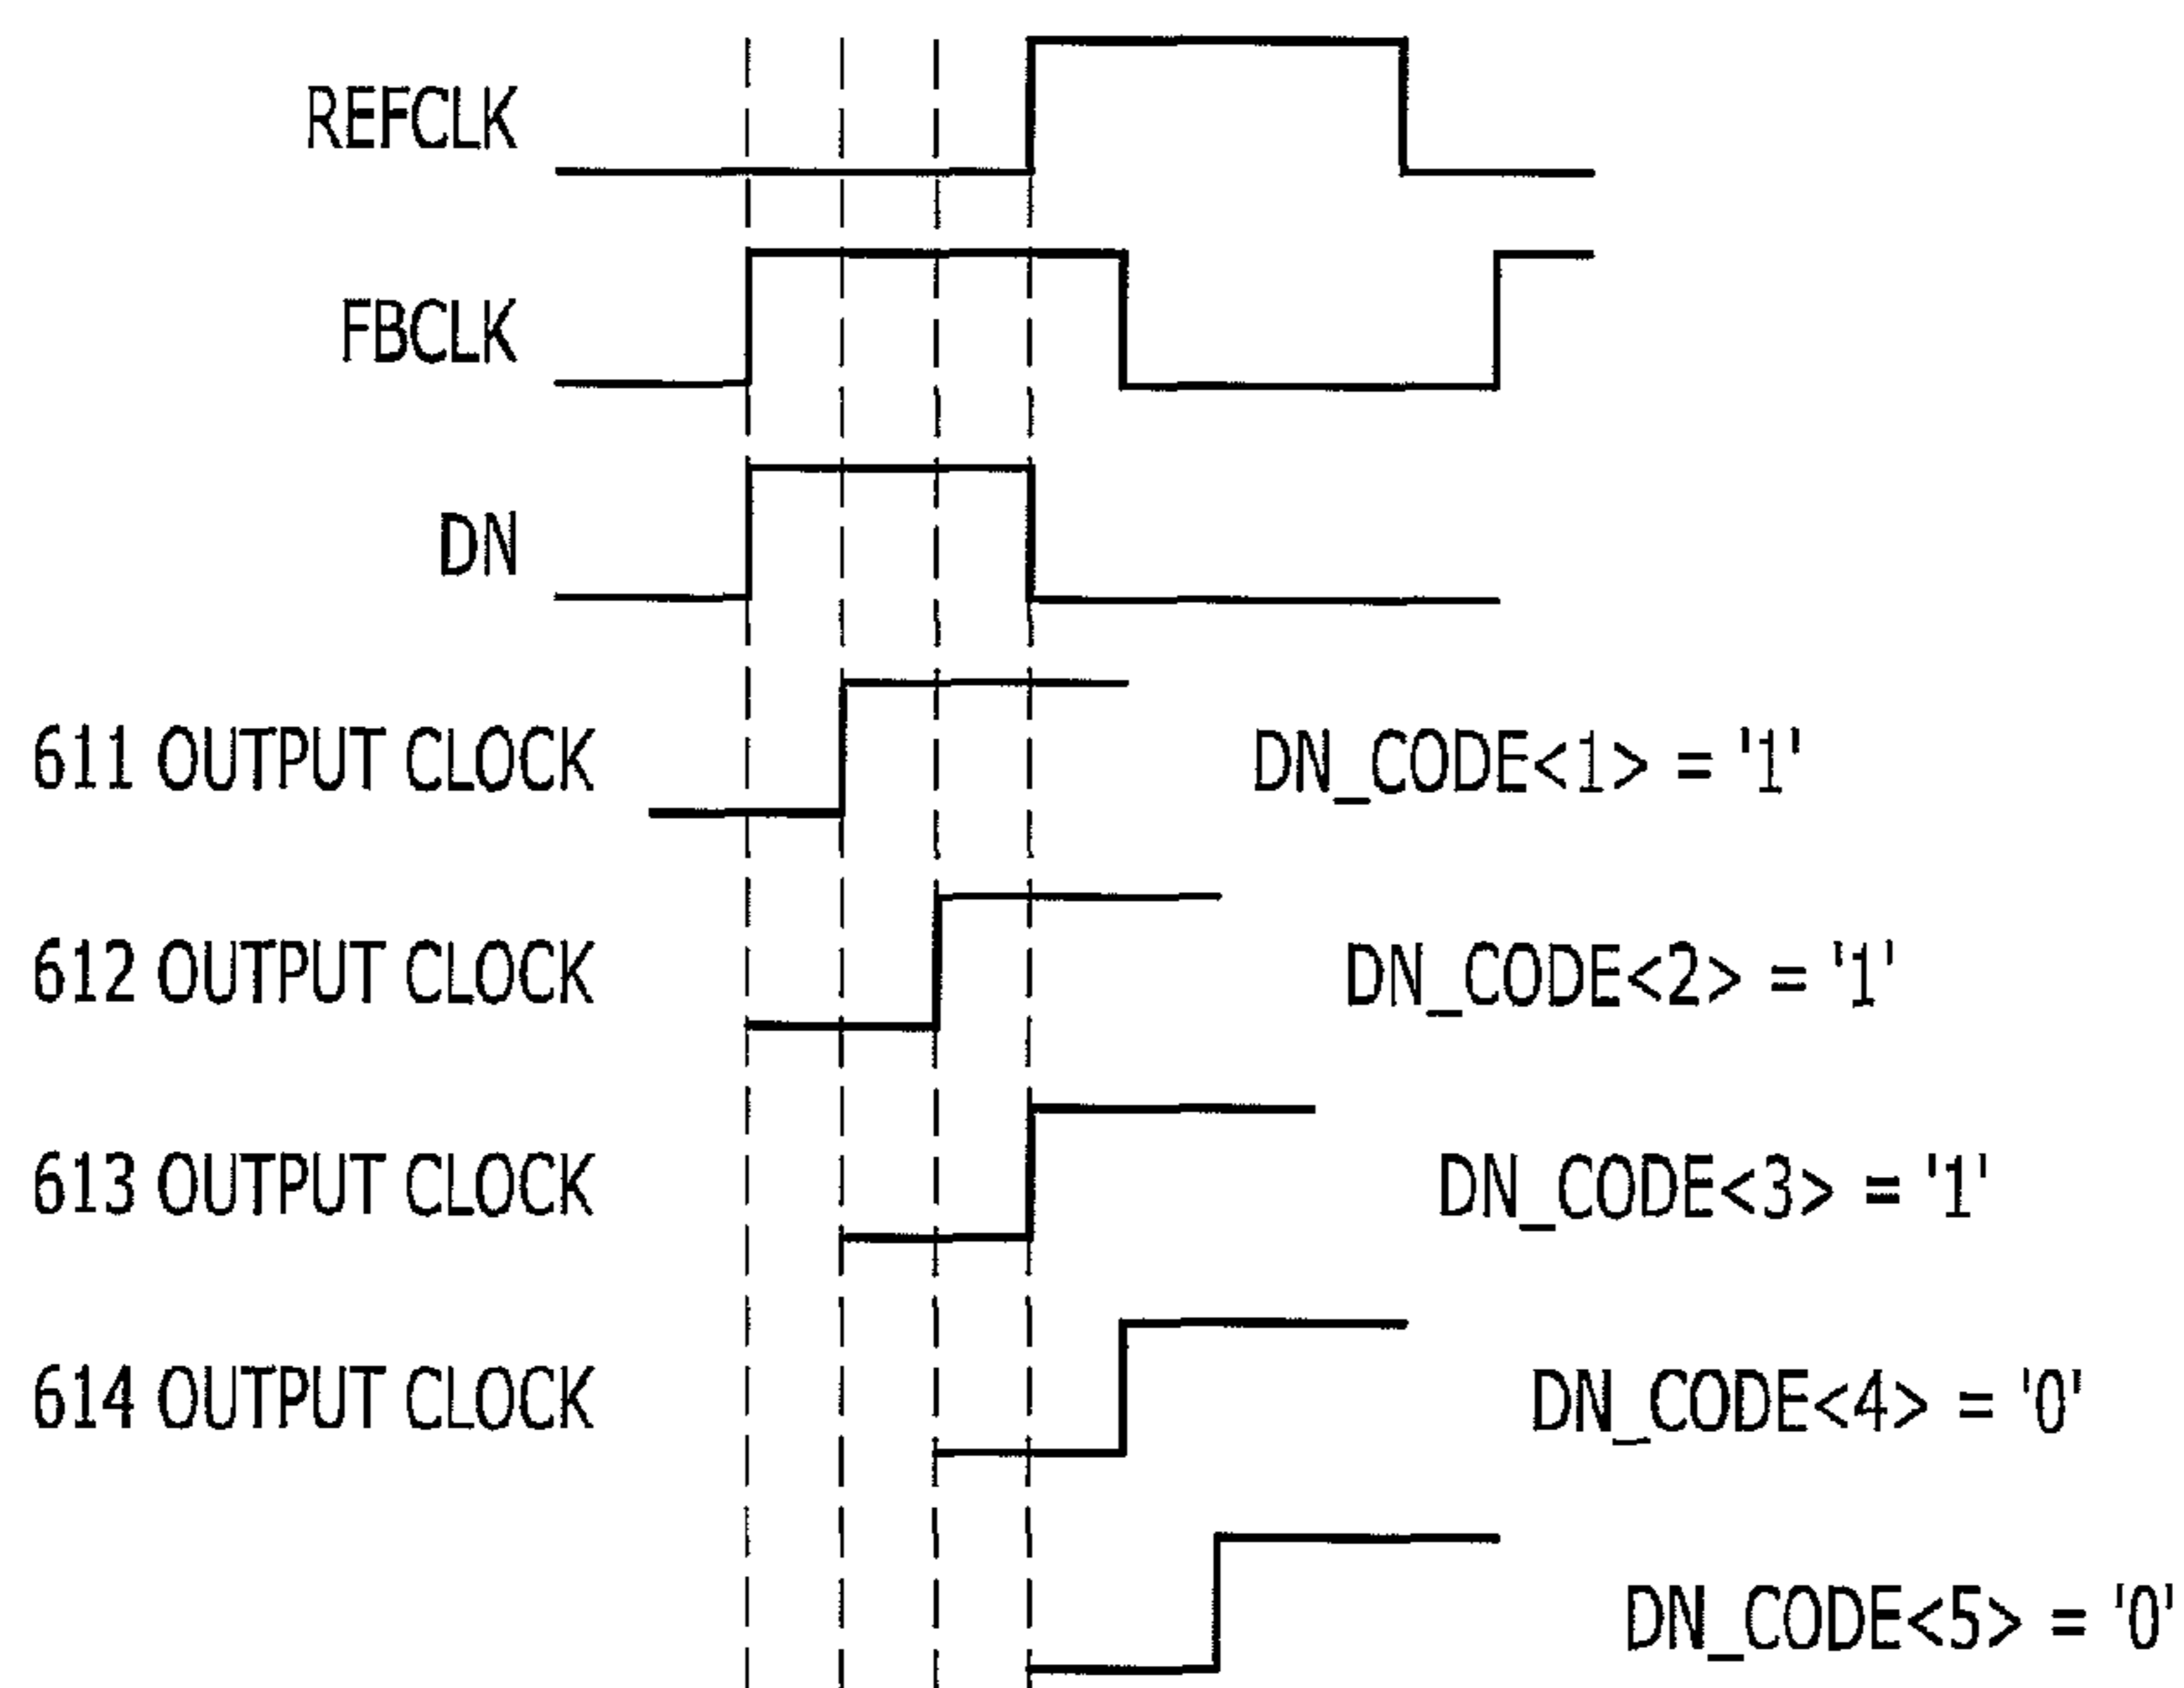 REFCLK
FBCLK
DN
611 OUTPUT CLOCK
DN_CODE<1> = '1'
612 OUTPUT CLOCK
DN_CODE<2> = '1'
613 OUTPUT CLOCK
DN_CODE<3> = '1'
614 OUTPUT CLOCK
DN_CODE<4> = '0'
DN_CODE<5> = '0'